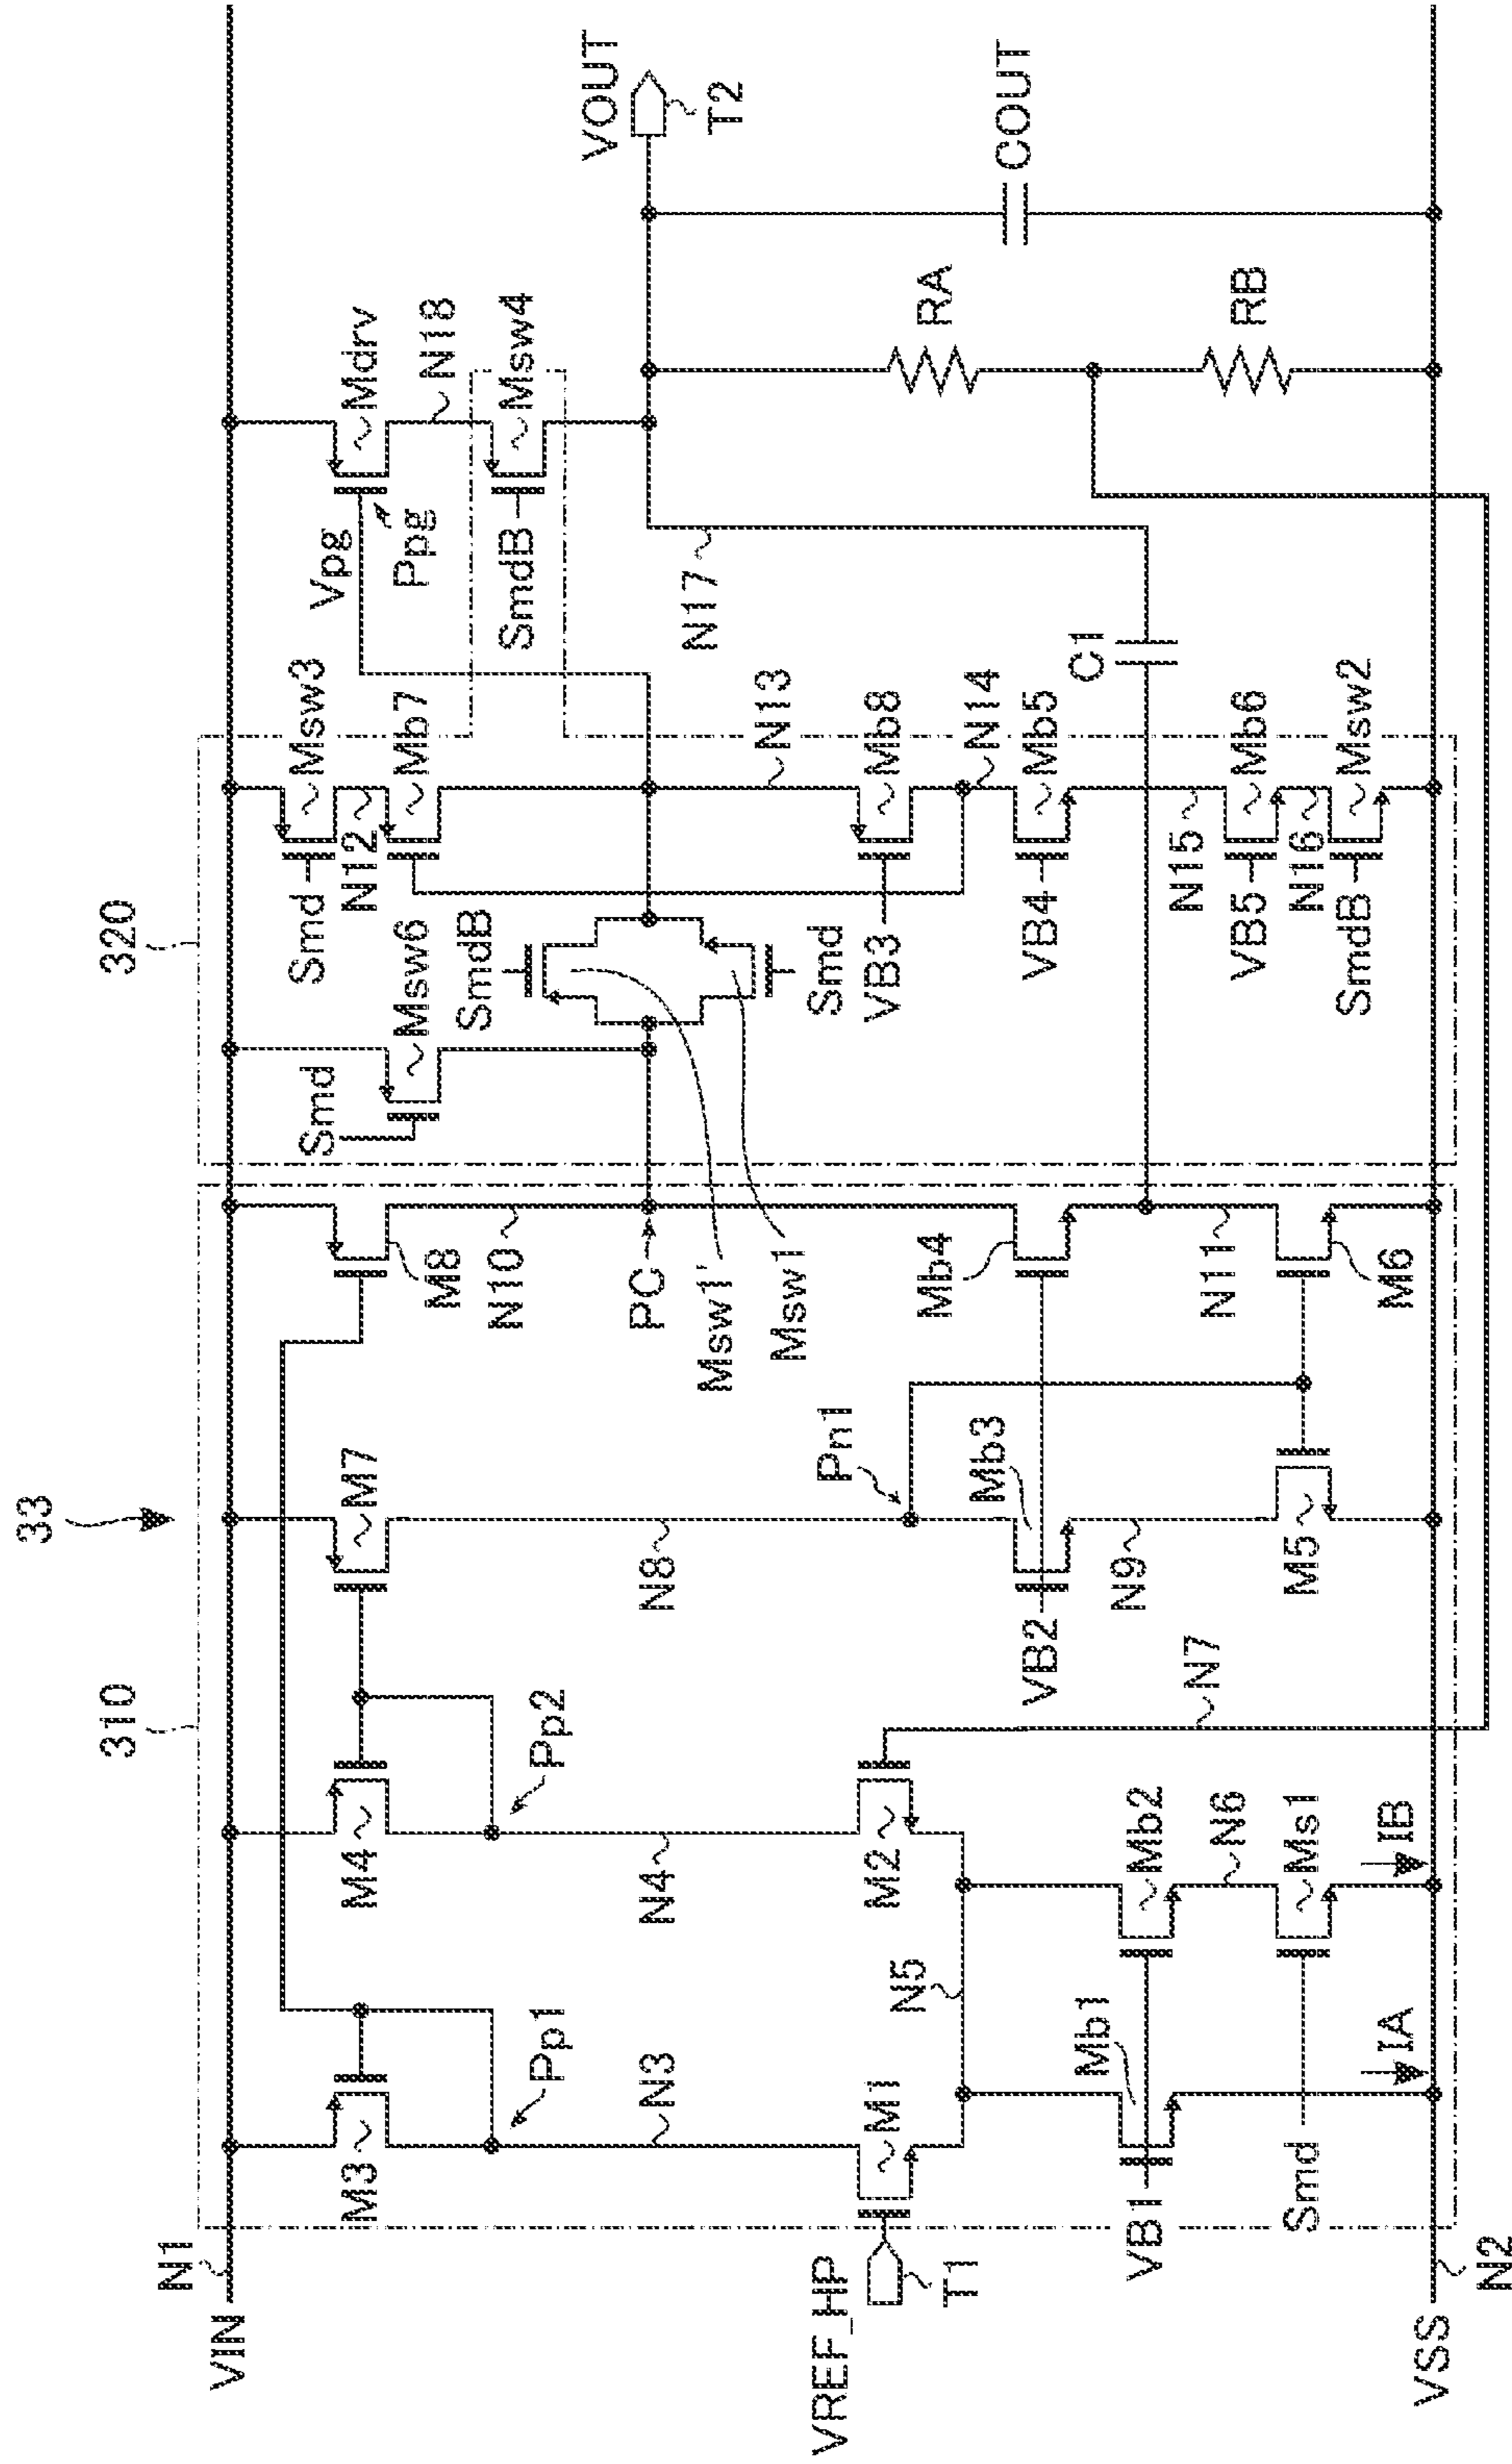 33
310
320
N1
VIN
M3
M4
M7
M8
Smd
Msw6
Smd
Msw3
N12
Mb7
Vpg
Ppg
Mdrv
N18
SmdB
Msw4
Pp1
Pp2
N3
N4
N8
N10
PC
Msw1'
Msw1
SmdB
Smd
N13
N17
VOUT
T2
VREF_HP
T1
M1
M2
N5
Pn1
Mb3
VB2
Mb4
VB3
Mb8
N14
VB4
Mb5
C1
RA
COUT
VB1
Mb1
Mb2
N6
N7
N9
N11
N15
VB5
Mb6
N16
RB
Smd
Ms1
M5
M6
SmdB
Msw2
IA
IB
VSS
N2